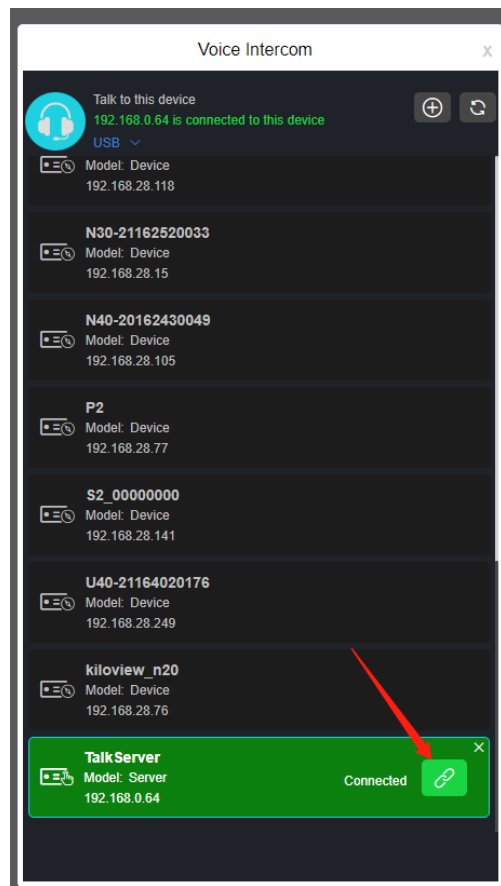 Voice Intercom
x
Talk to this device
192.168.0.64 is connected to this device
USB
Model: Device
192.168.28.118
N30-21162520033
Model: Device
192.168.28.15
N40-20162430049
Model: Device
192.168.28.105
P2
Model: Device
192.168.28.77
S2_00000000
Model: Device
192.168.28.141
U40-21164020176
Model: Device
192.168.28.249
kiloview_n20
Model: Device
192.168.28.76
TalkServer
Model: Server
Connected
192.168.0.64